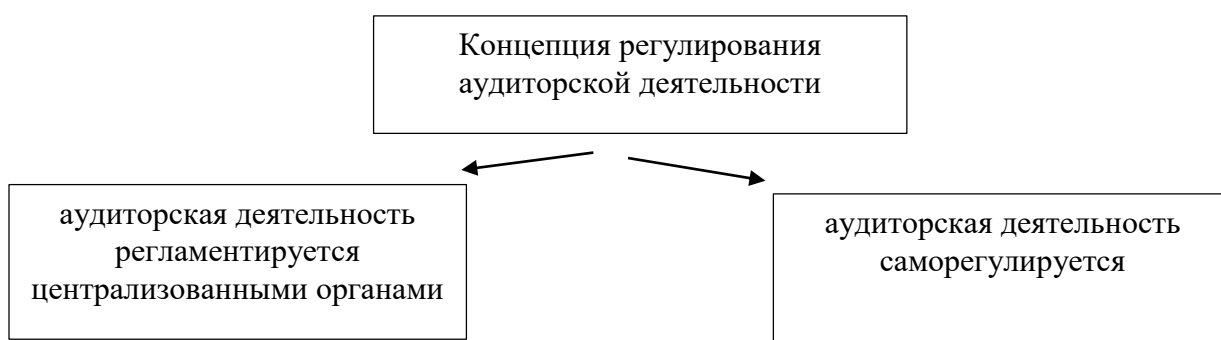 Концепция регулирования
аудиторской деятельности
аудиторская деятельность
регламентируется
централизованными органами
аудиторская деятельность
саморегулируется